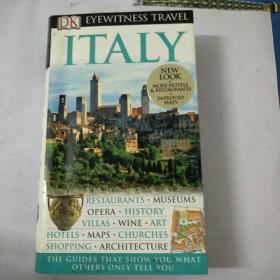 DK EYEWITNESS TRAVEL
ITALY
NEW
LOOK
MORE HOTELS
& RESTAURANTS
IMPROVED
MAPS
RESTAURANTS · MUSEUMS
OPERA · HISTORY
VILLAS · WINE · ART
HOTELS · MAPS · CHURCHES
SHOPPING · ARCHITECTURE
THE GUIDES THAT SHOW YOU WHAT
OTHERS ONLY TELL YOU